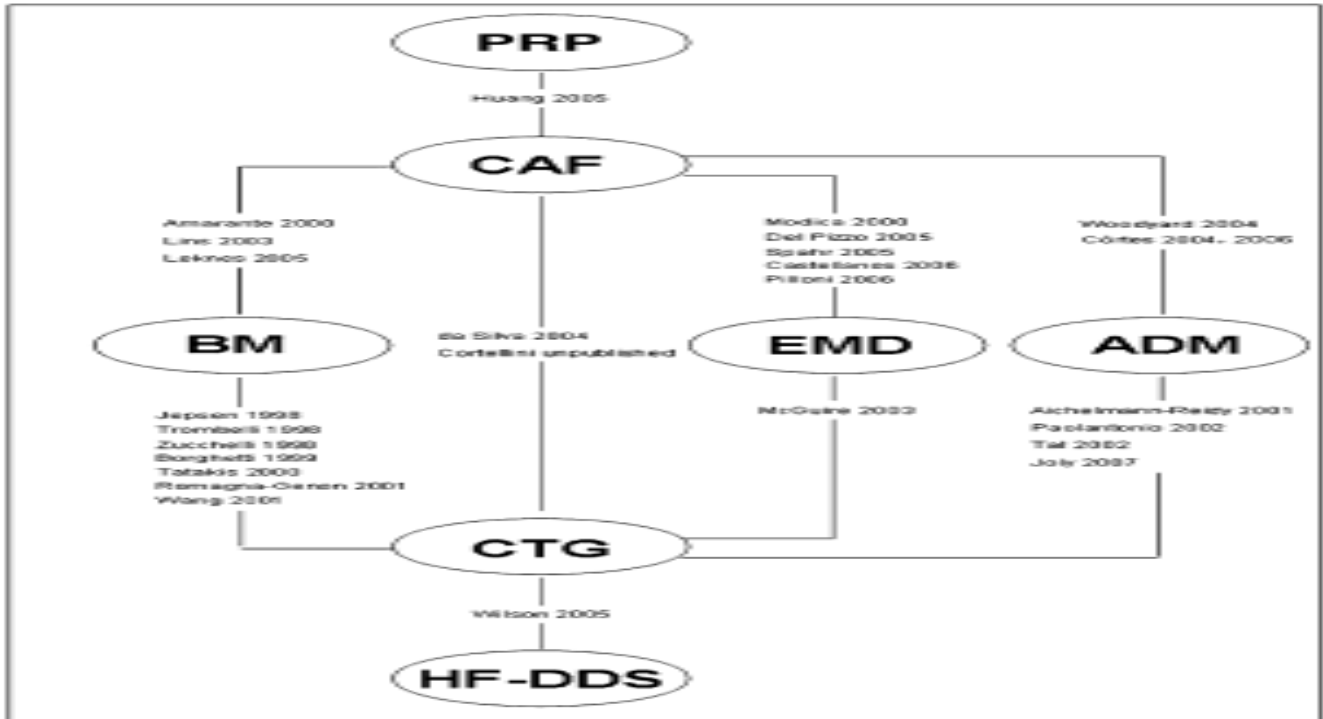 PRP
Huang 2005
CAF
Amarante 2000
Lins 2003
Leknes 2005
Modica 2000
Del Pizzo 2005
Spahr 2005
Castellanos 2006
Pilloni 2006
Woodyard 2004
Côrtes 2004, 2006
BM
da Silva 2004
Cortellini unpublished
EMD
ADM
Jepsen 1998
Trombelli 1998
Zucchelli 1998
Borghetti 1999
Tatakis 2000
Romagna-Genon 2001
Wang 2001
McGuire 2003
Aichelmann-Reidy 2001
Paolantonio 2002
Tal 2002
Joly 2007
CTG
Wilson 2005
HF-DDS